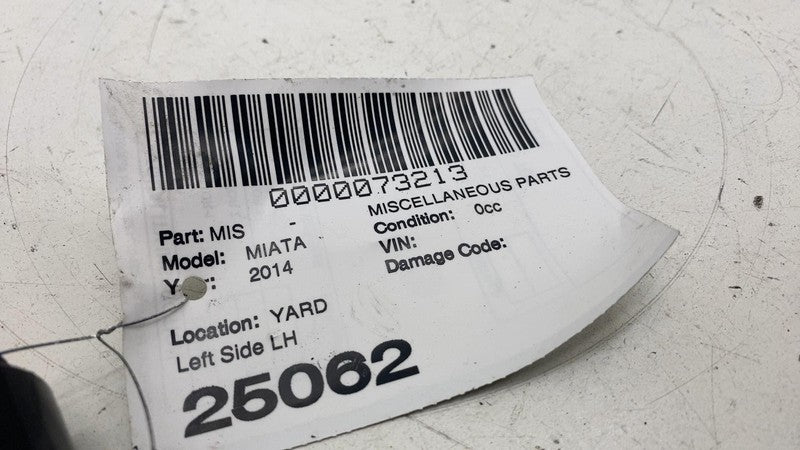 0000073213
Part: MIS - MISCELLANEOUS PARTS
Model: MIATA Condition: 0cc
2014 VIN:
Damage Code:
Location: YARD
Left Side LH
25062